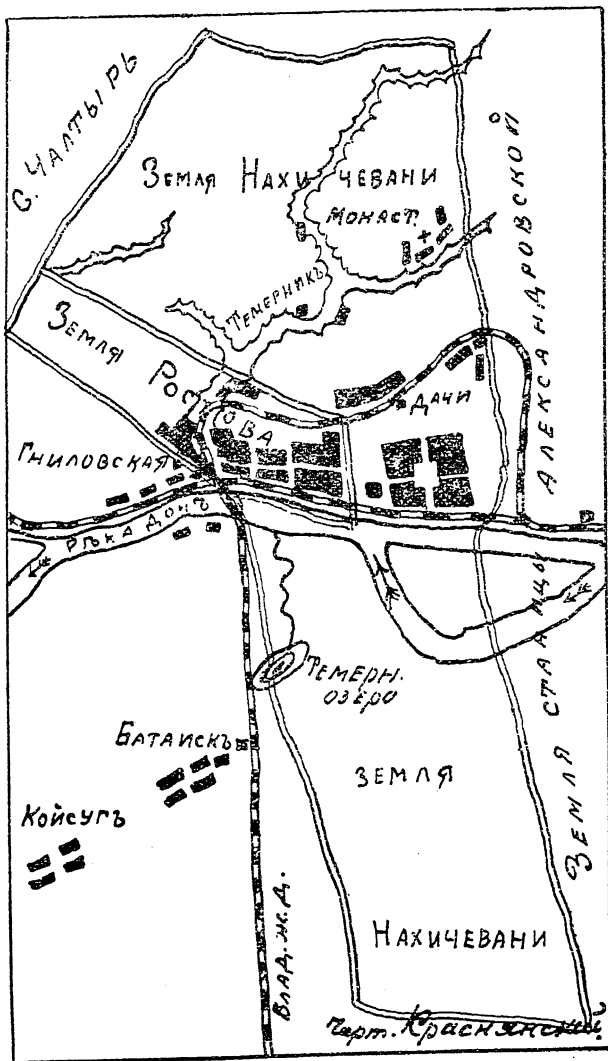 С. ЧАЛТЫРЬ
ЗЕМЛЯ НАХИЧЕВАНИ
МОНАСТ.
ТЕМЕРНИКЪ
ЗЕМЛЯ
РОСТОВА
ДАЧИ
ГНИЛОВСКАЯ
РѢКА ДОНЪ
ТЕМЕРН.
ОЗЕРО
БАТАИСКЪ
КОЙСУГЪ
ЗЕМЛЯ
НАХИЧЕВАНИ
ВЛАД. Ж. Д.
ЗЕМЛЯ СТАНИЦЫ АЛЕКСАНДРОВСКОЙ
Черт. Краснянский.